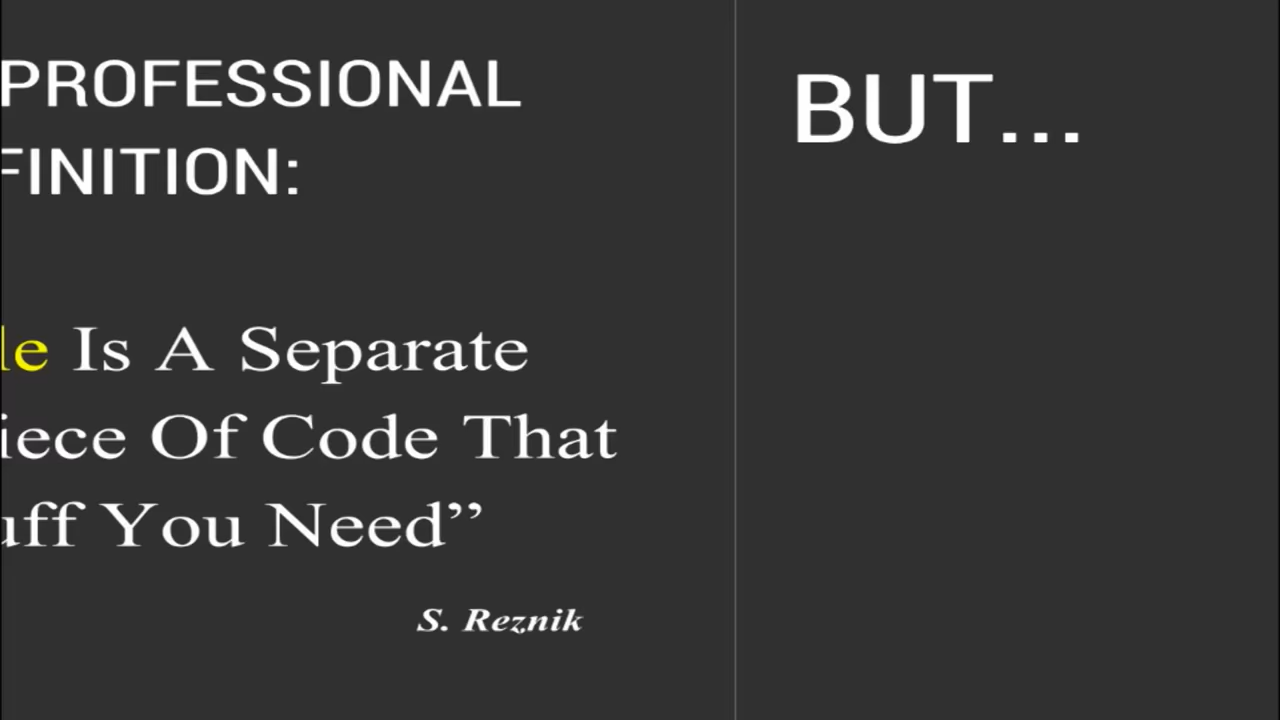 PROFESSIONAL
FINITION:
le Is A Separate
iece Of Code That
uff You Need”
S. Reznik
BUT...